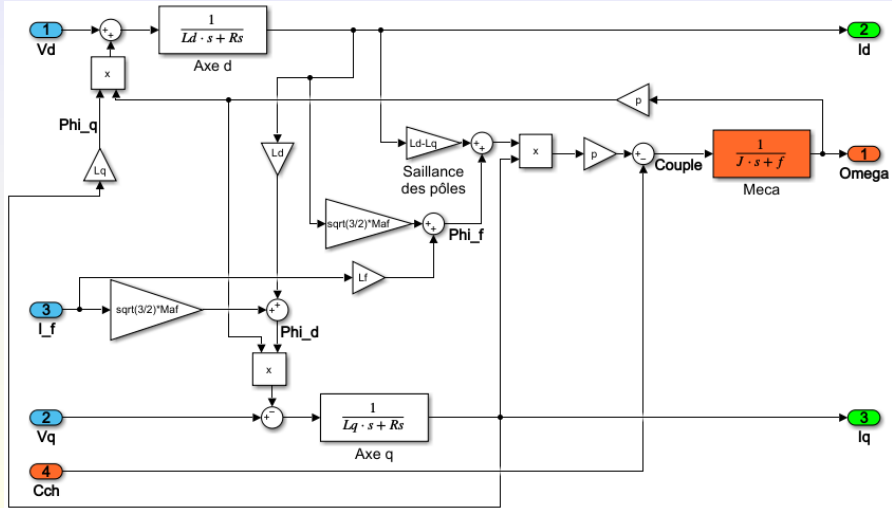 1
Vd
+
+
1
Ld · s + Rs
Axe d
2
Id
x
p
Phi_q
Lq
Ld
Ld-Lq
+
+
x
p
+
−
Couple
1
J · s + f
Meca
1
Omega
Saillance
des pôles
sqrt(3/2)*Maf
+
+
Phi_f
Lf
3
I_f
sqrt(3/2)*Maf
+
+
Phi_d
x
2
Vq
+
−
1
Lq · s + Rs
Axe q
3
Iq
4
Cch